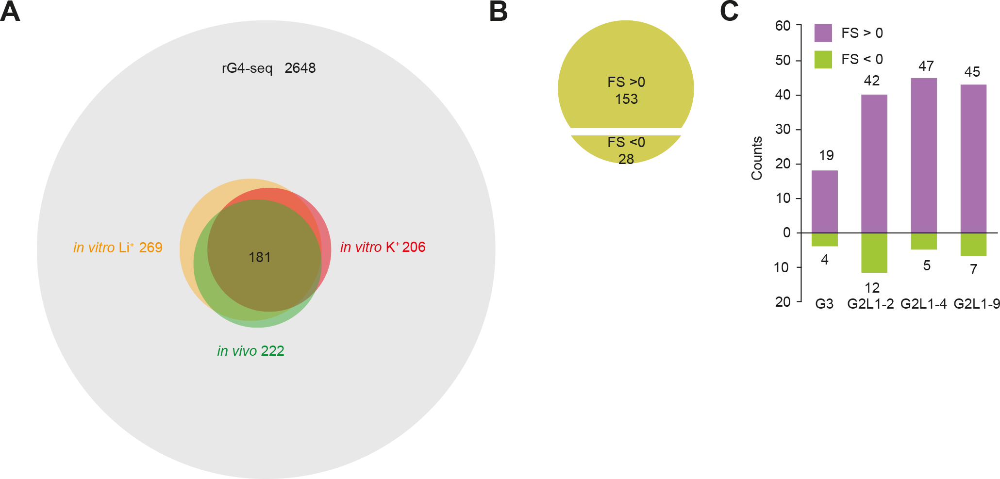 A
rG4-seq 2648
in vitro Li⁺ 269
in vitro K⁺ 206
181
in vivo 222
B
FS >0
153
FS <0
28
C
60
50
40
30
20
10
0
10
20
Counts
FS > 0
FS < 0
19
42
47
45
4
12
5
7
G3
G2L1-2
G2L1-4
G2L1-9